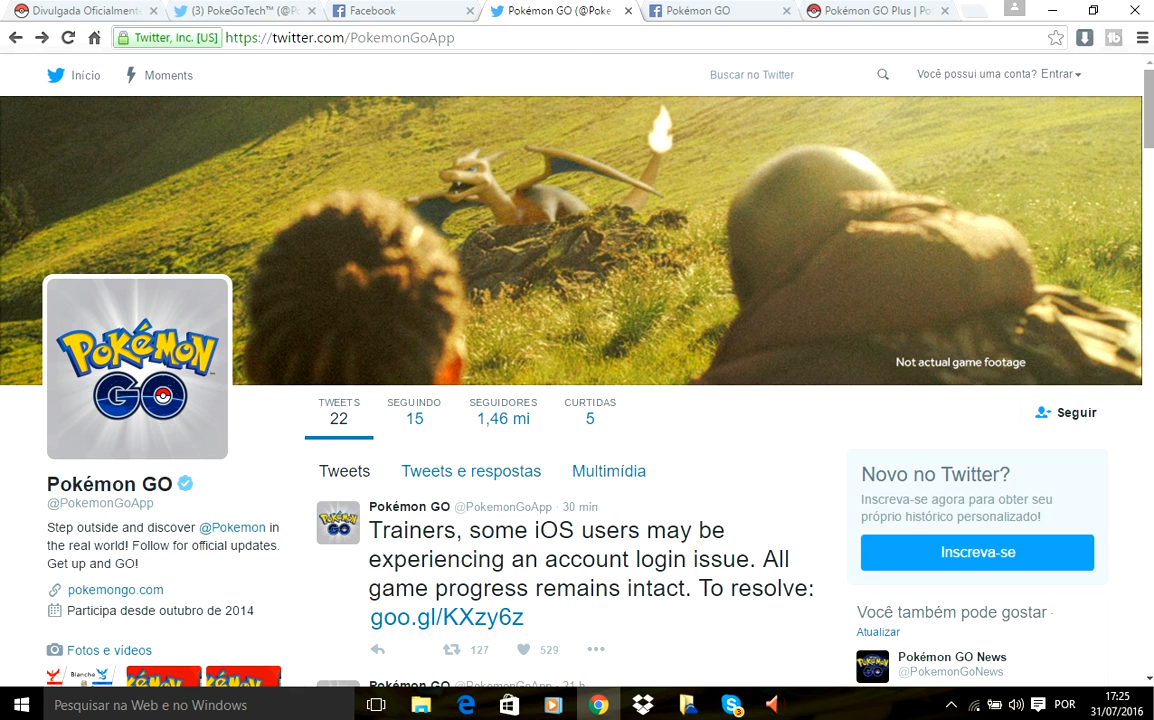 Divulgada Oficialment
(3) PokeGoTech™ (@P
Facebook
Pokémon GO (@Poke
Pokémon GO
Pokémon GO Plus | Po
Twitter, Inc. [US]
https://twitter.com/PokemonGoApp
Início
Moments
Buscar no Twitter
Você possui uma conta? Entrar
Not actual game footage
POKéMON
GO
TWEETS
22
SEGUINDO
15
SEGUIDORES
1,46 mi
CURTIDAS
5
Seguir
Pokémon GO
@PokemonGoApp
Step outside and discover @Pokemon in
the real world! Follow for official updates.
Get up and GO!
pokemongo.com
Participa desde outubro de 2014
Fotos e vídeos
Blanche
Tweets
Tweets e respostas
Multimídia
Pokémon GO @PokemonGoApp · 30 min
Trainers, some iOS users may be
experiencing an account login issue. All
game progress remains intact. To resolve:
goo.gl/KXzy6z
127
529
Pokémon GO @PokemonGoApp · 21 h
Novo no Twitter?
Inscreva-se agora para obter seu
próprio histórico personalizado!
Inscreva-se
Você também pode gostar ·
Atualizar
Pokémon GO News
@PokemonGoNews
Pesquisar na Web e no Windows
3
POR
17:25
31/07/2016